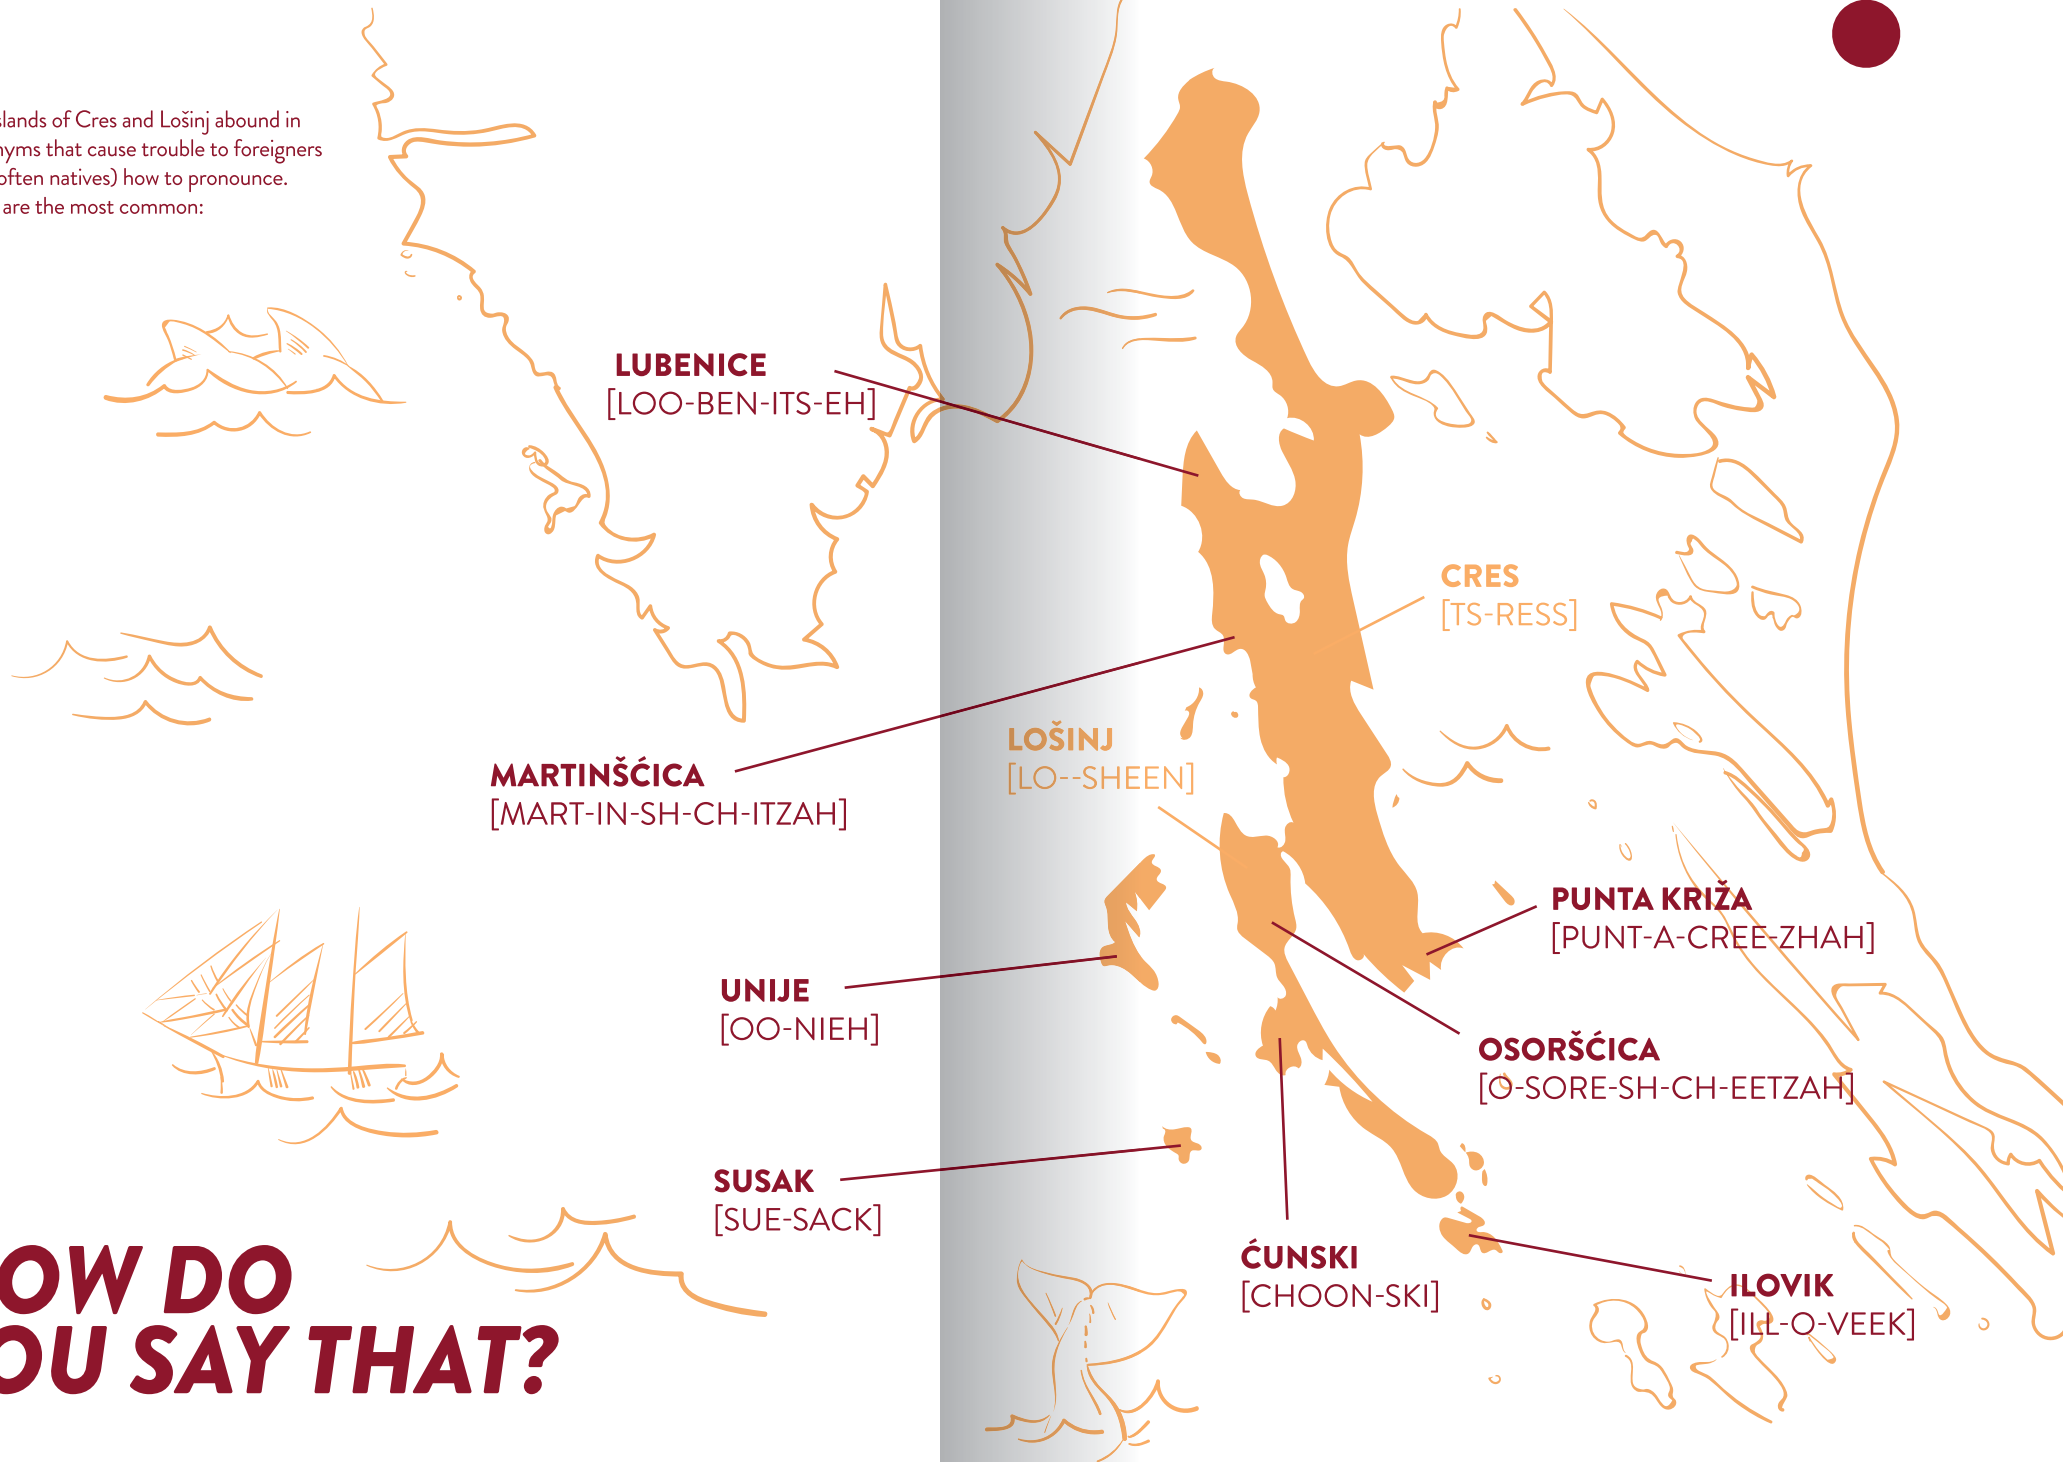 slands of Cres and Lošinj abound in
nyms that cause trouble to foreigners
often natives) how to pronounce.
are the most common:
LUBENICE
[LOO-BEN-ITS-EH]
CRES
[TS-RESS]
LOŠINJ
[LO--SHEEN]
MARTINŠĆICA
[MART-IN-SH-CH-ITZAH]
PUNTA KRIŽA
[PUNT-A-CREE-ZHAH]
UNIJE
[OO-NIEH]
OSORŠĆICA
[O-SORE-SH-CH-EETZAH]
SUSAK
[SUE-SACK]
ĆUNSKI
[CHOON-SKI]
ILOVIK
[ILL-O-VEEK]
OW DO
OU SAY THAT?